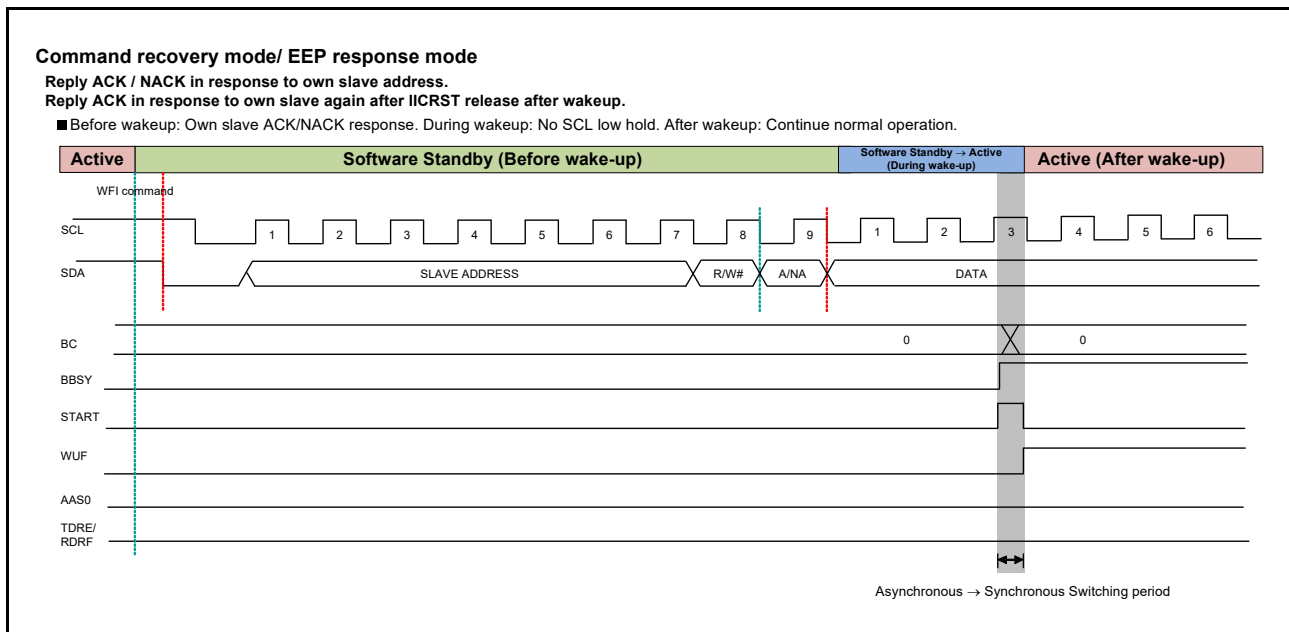 Command recovery mode/ EEP response mode
Reply ACK / NACK in response to own slave address.
Reply ACK in response to own slave again after IICRST release after wakeup.
■ Before wakeup: Own slave ACK/NACK response. During wakeup: No SCL low hold. After wakeup: Continue normal operation.
Active Software Standby (Before wake-up) Software Standby → Active Active (After wake-up)
(During wake-up)
WFI command
SCL 1 2 3 4 5 6 7 8 9 1 2 3 4 5 6
SDA SLAVE ADDRESS R/W# A/NA DATA
BC 0 0
BBSY
START
WUF
AAS0
TDRE/
RDRF
Asynchronous → Synchronous Switching period